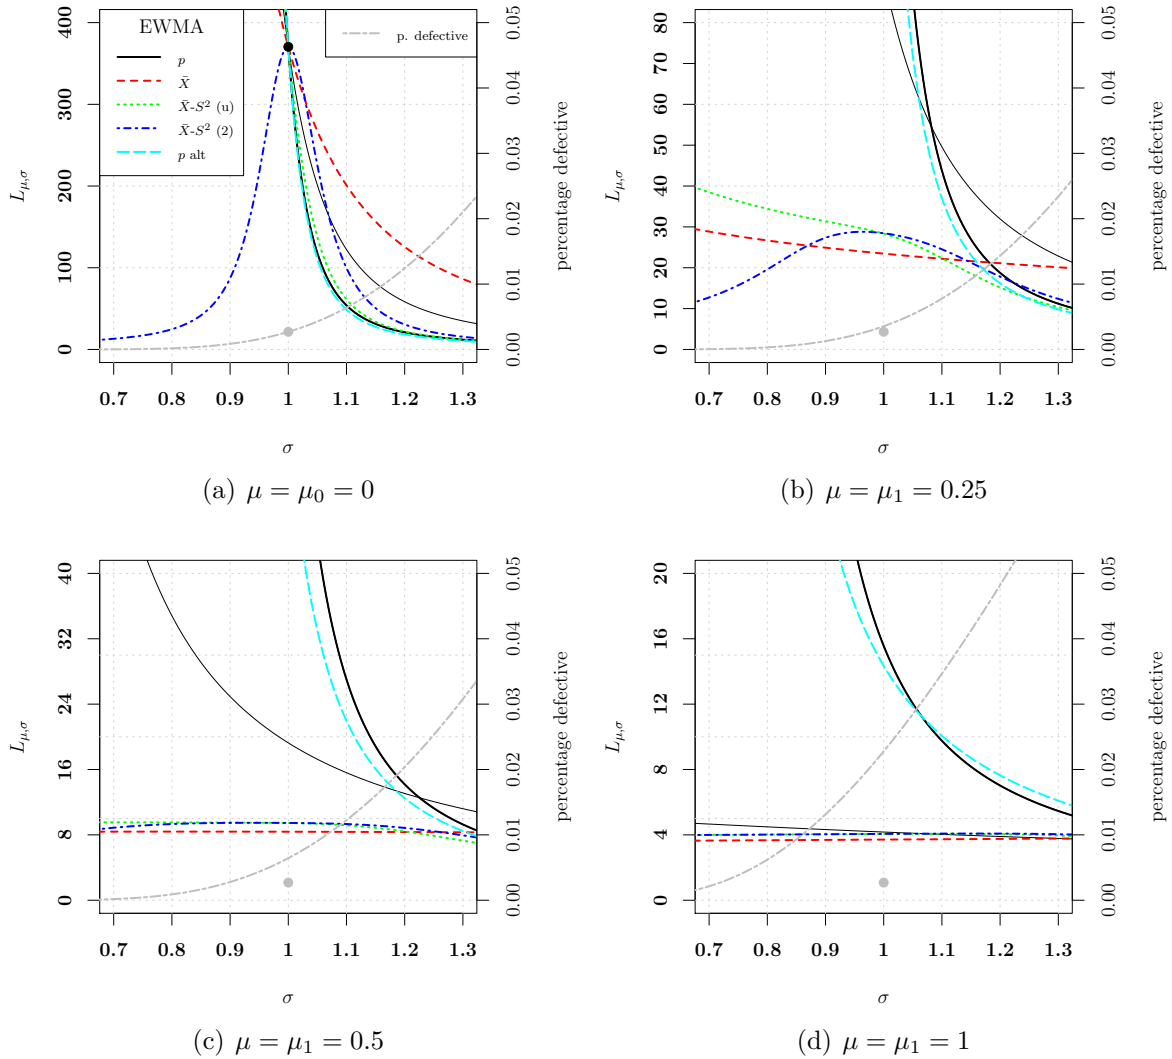 EWMA
p
X̄
X̄-S² (u)
X̄-S² (2)
p alt
p. defective
L_{μ,σ}
0 100 200 300 400
0.7 0.8 0.9 1 1.1 1.2 1.3
σ
0.00 0.01 0.02 0.03 0.04 0.05
percentage defective
(a) μ = μ₀ = 0
L_{μ,σ}
0 10 20 30 40 50 60 70 80
0.7 0.8 0.9 1 1.1 1.2 1.3
σ
0.00 0.01 0.02 0.03 0.04 0.05
percentage defective
(b) μ = μ₁ = 0.25
L_{μ,σ}
0 8 16 24 32 40
0.7 0.8 0.9 1 1.1 1.2 1.3
σ
0.00 0.01 0.02 0.03 0.04 0.05
percentage defective
(c) μ = μ₁ = 0.5
L_{μ,σ}
0 4 8 12 16 20
0.7 0.8 0.9 1 1.1 1.2 1.3
σ
0.00 0.01 0.02 0.03 0.04 0.05
percentage defective
(d) μ = μ₁ = 1